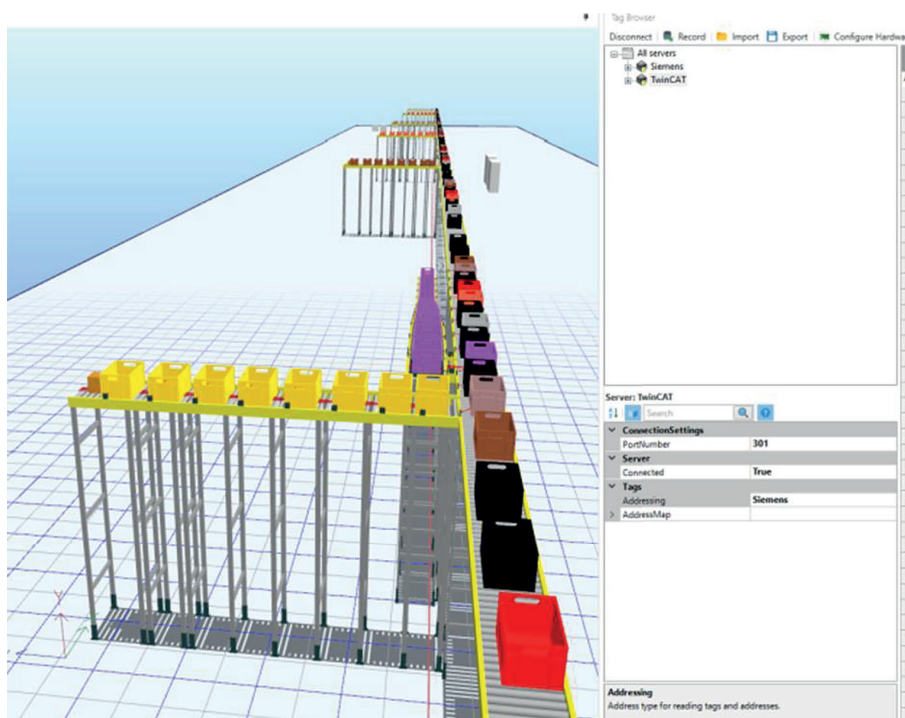 Tag Browser
Disconnect Record Import Export Configure Hardwa
All servers
Siemens
TwinCAT
Server: TwinCAT
Search
ConnectionSettings
PortNumber 301
Server
Connected True
Tags
Addressing Siemens
AddressMap
Addressing
Address type for reading tags and addresses.
Y